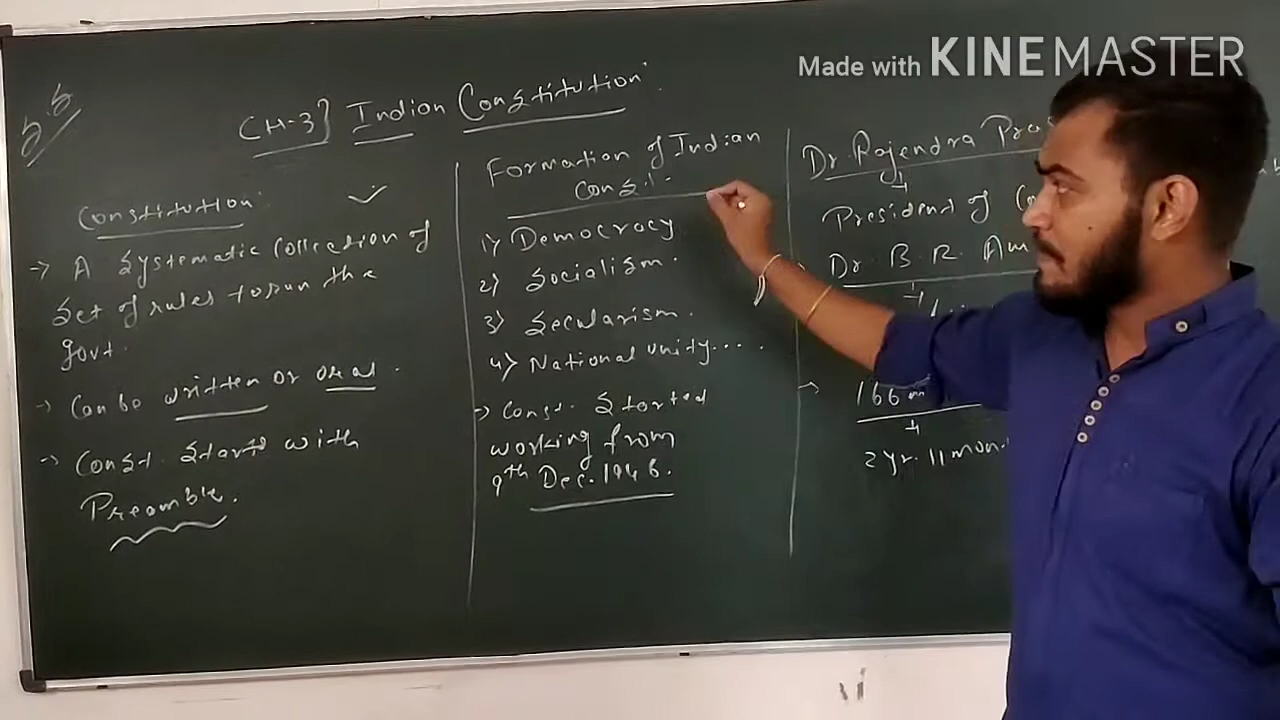 Made with KINEMASTER
S.S
CH-3] Indian Constitution
Constitution
-> A Systematic Collection of
Set of rules to run the
govt.
-> Can be written or oral.
-> Const. Starts with
Preamble.
Formation of Indian
Const.
1) Democracy
2) Socialism.
3) Secularism.
4) National unity....
-> Const. Started
working from
9th Dec. 1946.
Dr. Rajendra
President of
Dr. B. R.
166
2 yr. 11 mon